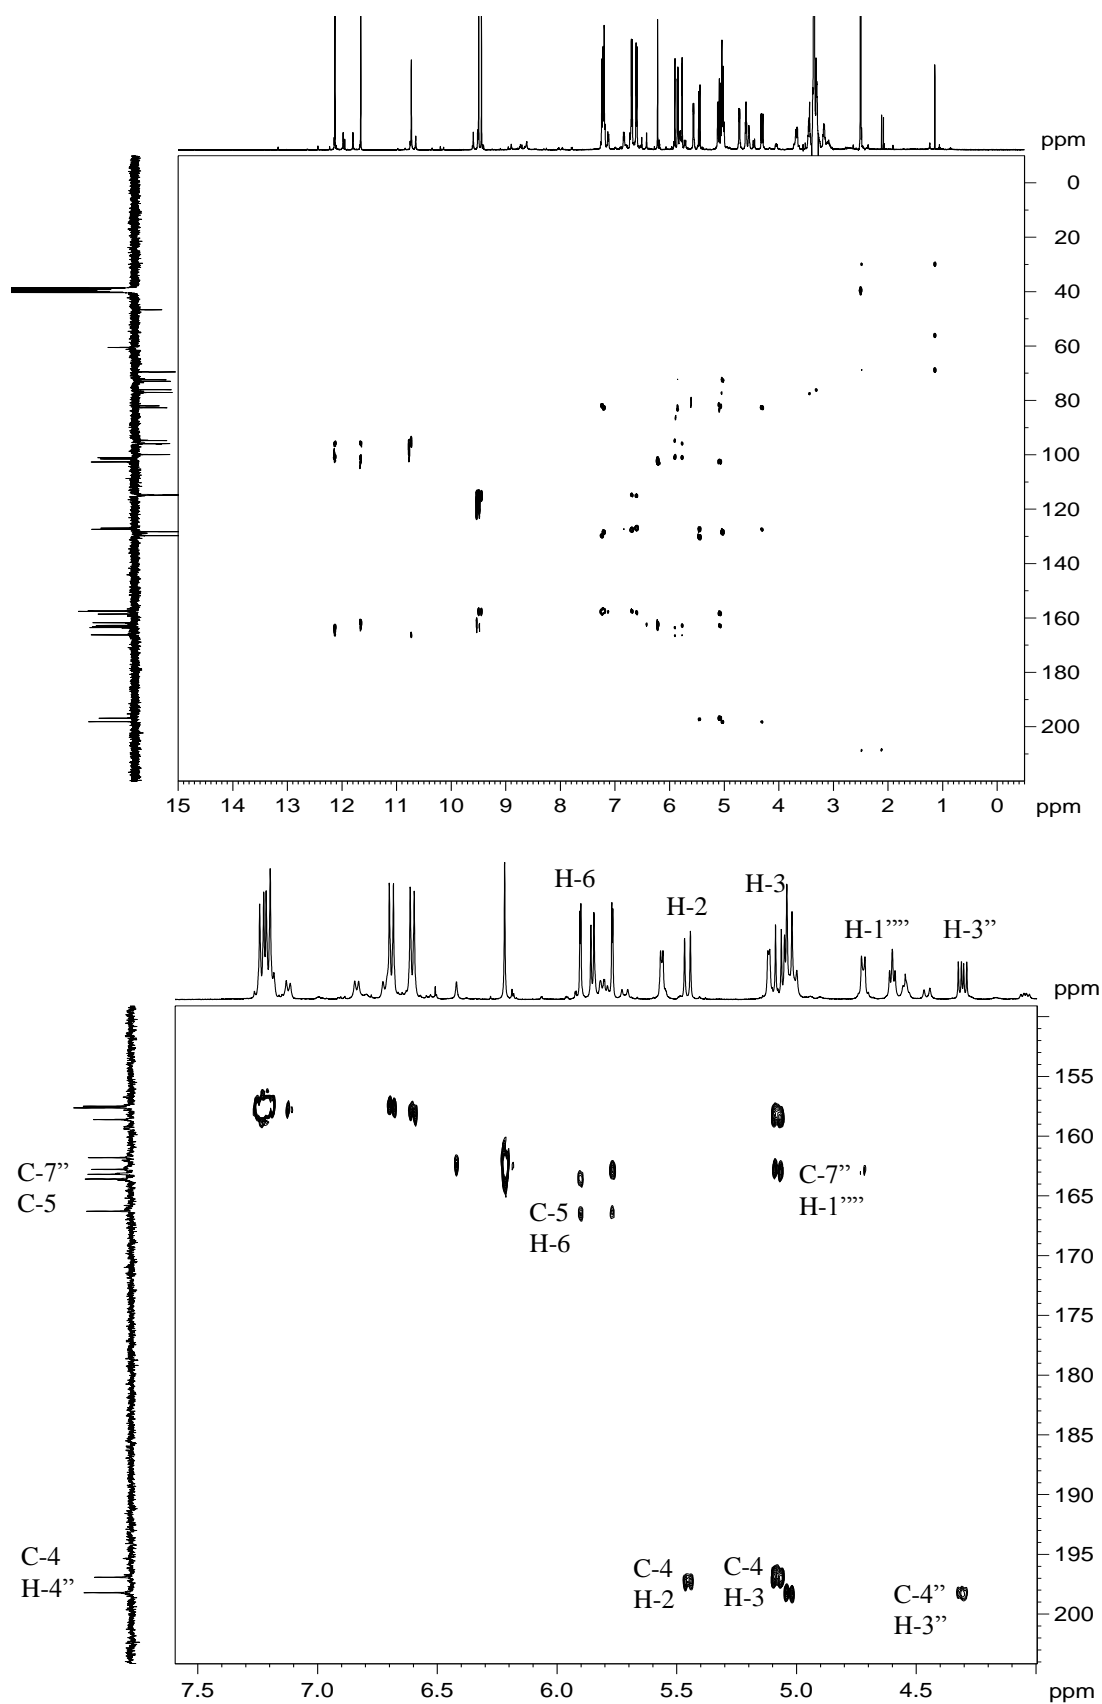 ppm
0
20
40
60
80
100
120
140
160
180
200
15 14 13 12 11 10 9 8 7 6 5 4 3 2 1 0 ppm
H-6 H-2 H-3 H-1”” H-3”
ppm
155
160
165
170
175
180
185
190
195
200
C-7”
C-5
C-7”
H-1””
C-5
H-6
C-4
H-4”
C-4
H-2
C-4
H-3
C-4”
H-3”
7.5 7.0 6.5 6.0 5.5 5.0 4.5 ppm